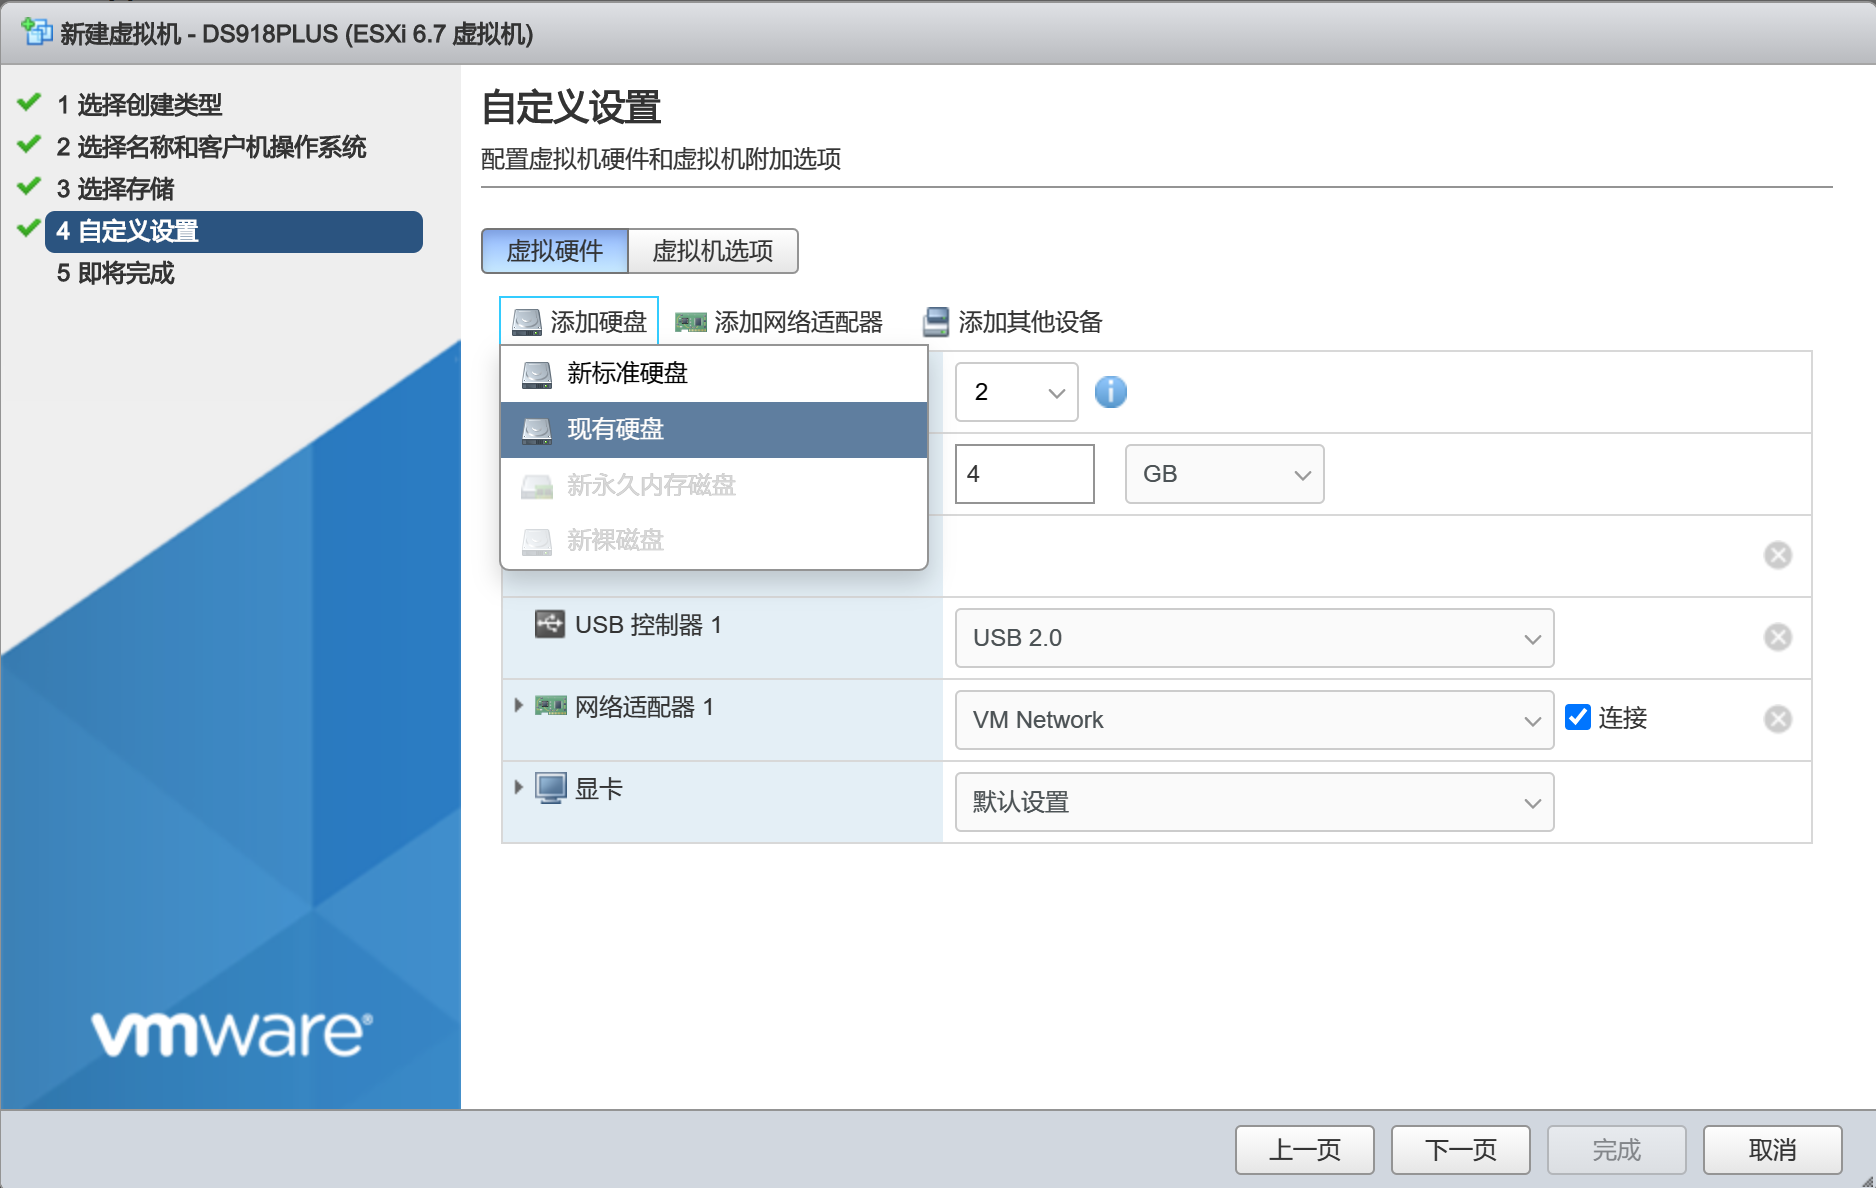 新建虚拟机 - DS918PLUS (ESXi 6.7 虚拟机)
1 选择创建类型
2 选择名称和客户机操作系统
3 选择存储
4 自定义设置
5 即将完成
vmware®
自定义设置
配置虚拟机硬件和虚拟机附加选项
虚拟硬件 虚拟机选项
添加硬盘 添加网络适配器 添加其他设备
新标准硬盘
现有硬盘
新永久内存磁盘
新裸磁盘
2
4 GB
USB 控制器 1 USB 2.0
网络适配器 1 VM Network 连接
显卡 默认设置
上一页 下一页 完成 取消